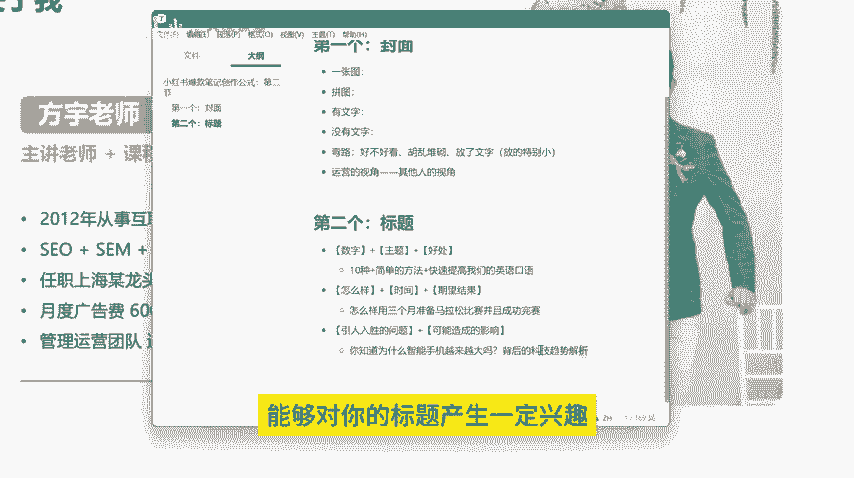 了我
方宇老师
主讲老师 + 课程
2012年从事互联
SEO + SEM +
任职上海某龙头
月度广告费 600
管理运营团队
文件(F) 编辑(E) 段落(P) 格式(O) 视图(V) 主题(T) 帮助(H)
文件 大纲
小红书爆款笔记创作公式：第二
节
第一个：封面
第二个：标题
第一个：封面
一张图：
拼图：
有文字：
没有文字：
弯路：好不好看、胡乱堆砌、放了文字（放的特别小）
运营的视角——其他人的视角
第二个：标题
【数字】+【主题】+【好处】
10种+简单的方法+快速提高我们的英语口语
【怎么样】+【时间】+【期望结果】
怎么样用三个月准备马拉松比赛并且成功完赛
【引人入胜的问题】+【可能造成的影响】
你知道为什么智能手机越来越大吗？背后的科技趋势解析
能够对你的标题产生一定兴趣